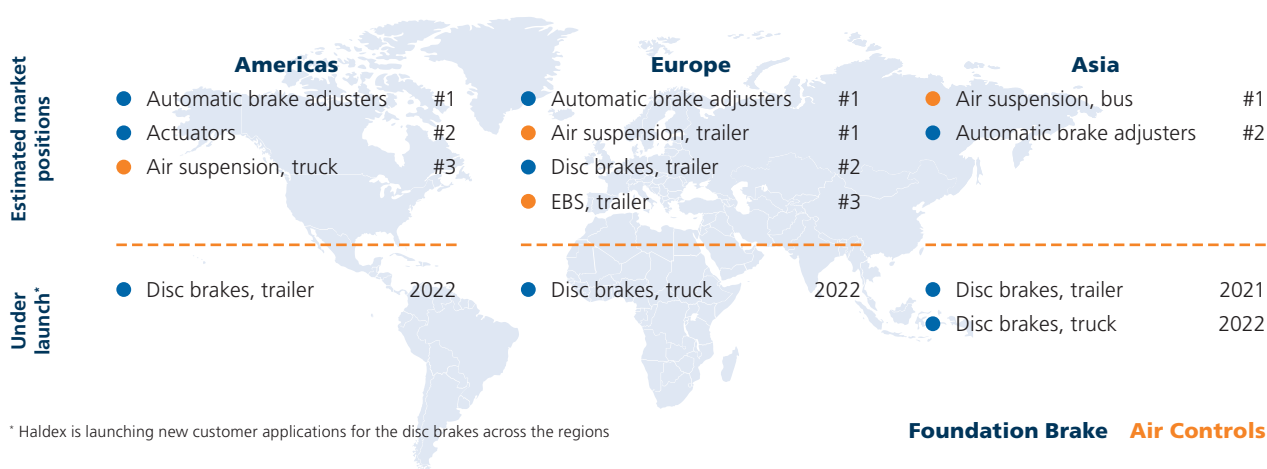 Estimated market
positions
Americas
Automatic brake adjusters #1
Actuators #2
Air suspension, truck #3
Europe
Automatic brake adjusters #1
Air suspension, trailer #1
Disc brakes, trailer #2
EBS, trailer #3
Asia
Air suspension, bus #1
Automatic brake adjusters #2
Under
launch*
Disc brakes, trailer 2022
Disc brakes, truck 2022
Disc brakes, trailer 2021
Disc brakes, truck 2022
* Haldex is launching new customer applications for the disc brakes across the regions
Foundation Brake Air Controls